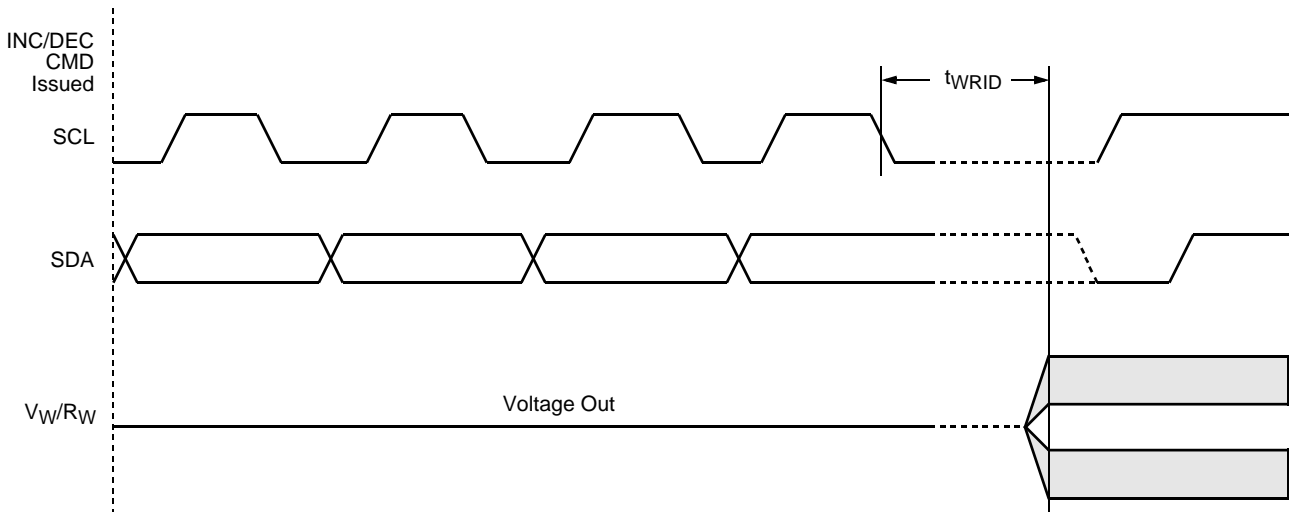 INC/DEC
CMD
Issued
tWRID
SCL
SDA
Voltage Out
VW/RW